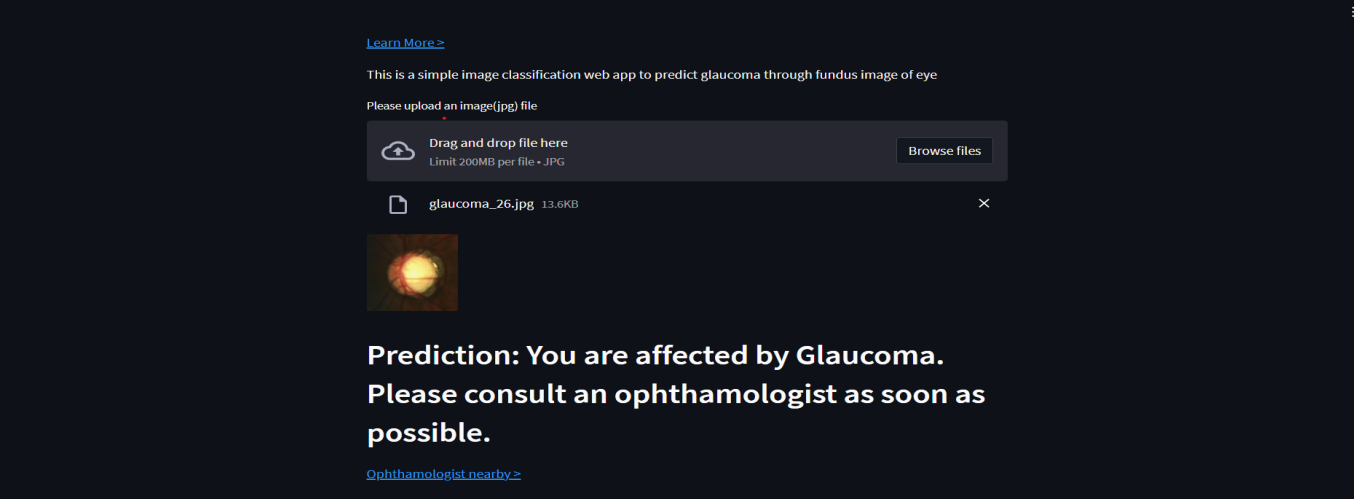 Learn More >
This is a simple image classification web app to predict glaucoma through fundus image of eye
Please upload an image(jpg) file
Drag and drop file here
Browse files
Limit 200MB per file • JPG
glaucoma_26.jpg 13.6KB
Prediction: You are affected by Glaucoma.
Please consult an ophthamologist as soon as
possible.
Ophthamologist nearby >